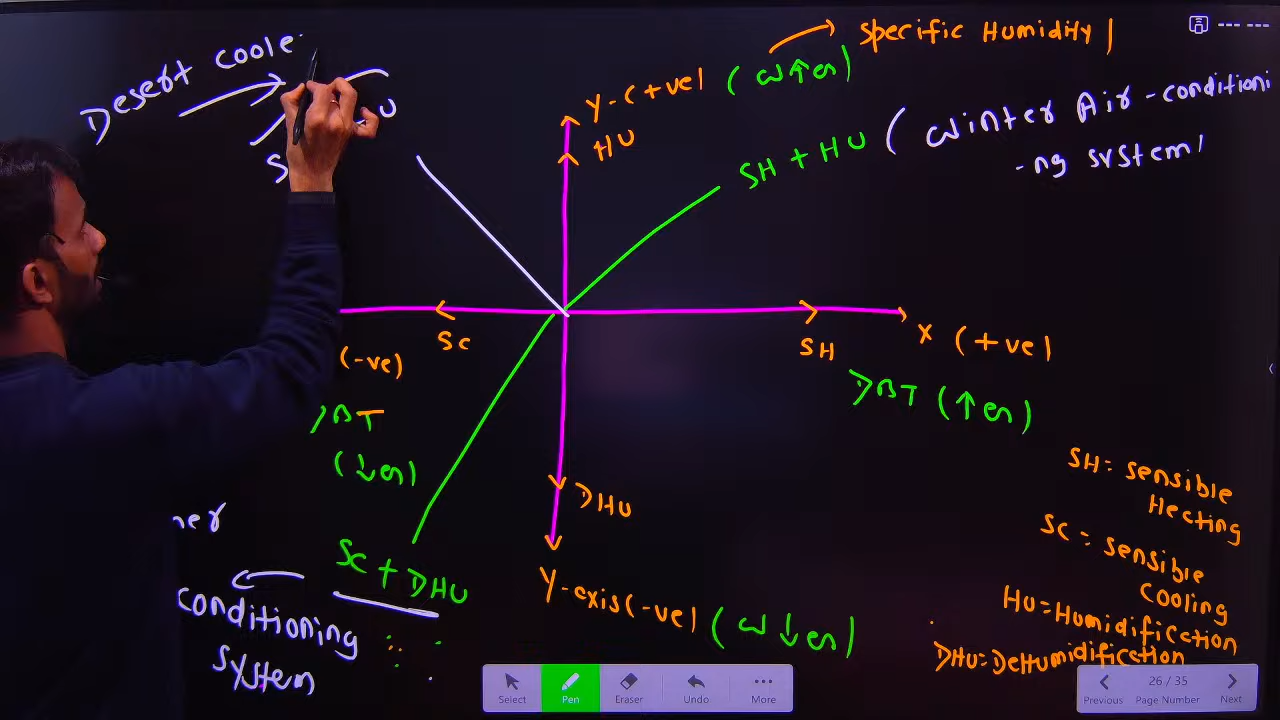 Desert coole
Specific Humidity
Y-(+ve) (ω↑es)
HU
HU
SH + HU (winter Air-conditioni
-ng system)
SC
SH
X (+ve)
(-ve)
DBT (↑es)
DBT
(↓es)
DHU
SC + DHU
Y-axis(-ve) (ω↓es)
conditioning
system
SH= sensible
Heating
SC = sensible
cooling
HU=Humidification
DHU=DeHumidification
Select
Pen
Eraser
Undo
More
Previous
26 / 35
Page Number
Next